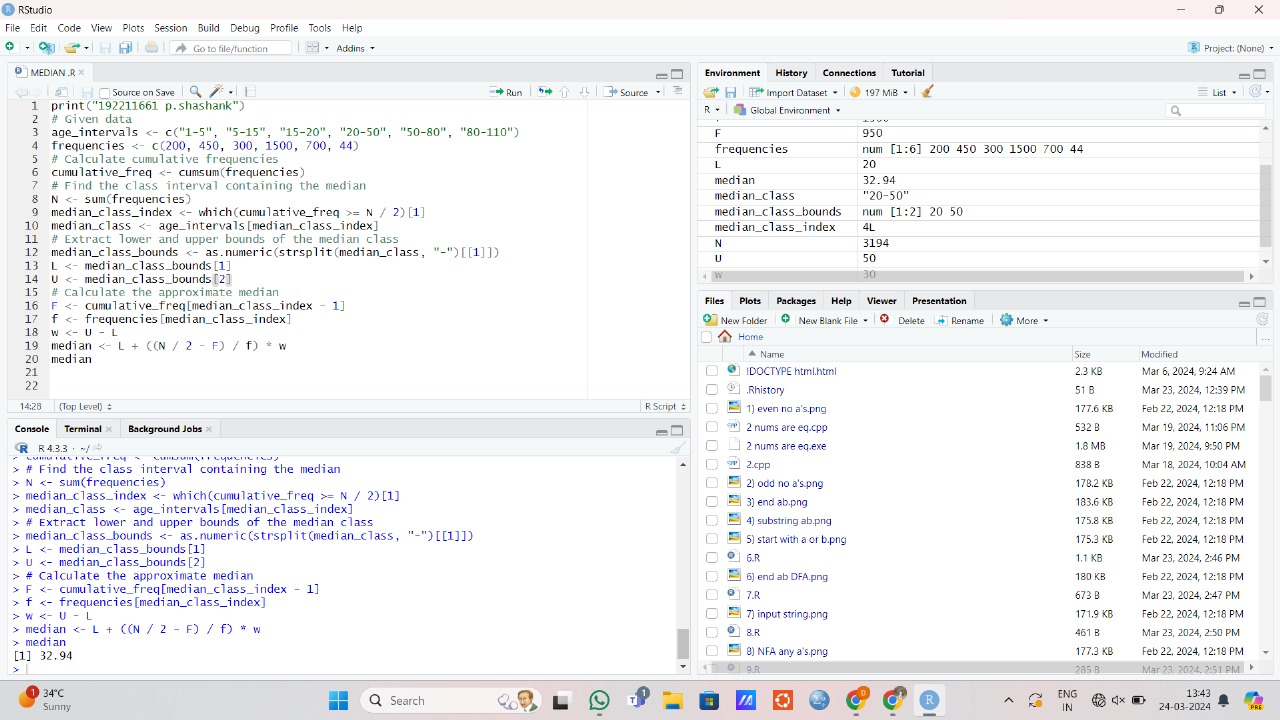 RStudio
File Edit Code View Plots Session Build Debug Profile Tools Help
Go to file/function Addins Project: (None)
MEDIAN .R
Source on Save Run Source
1 print("192211661 p.shashank")
2 # Given data
3 age_intervals <- c("1-5", "5-15", "15-20", "20-50", "50-80", "80-110")
4 frequencies <- c(200, 450, 300, 1500, 700, 44)
5 # Calculate cumulative frequencies
6 cumulative_freq <- cumsum(frequencies)
7 # Find the class interval containing the median
8 N <- sum(frequencies)
9 median_class_index <- which(cumulative_freq >= N / 2)[1]
10 median_class <- age_intervals[median_class_index]
11 # Extract lower and upper bounds of the median class
12 median_class_bounds <- as.numeric(strsplit(median_class, "-")[[1]])
13 L <- median_class_bounds[1]
14 U <- median_class_bounds[2]
15 # Calculate the approximate median
16 F <- cumulative_freq[median_class_index - 1]
17 f <- frequencies[median_class_index]
18 w <- U - L
19 median <- L + ((N / 2 - F) / f) * w
20 median
21
22
14:28 (Top Level) R Script
Console Terminal Background Jobs
R 4.3.3 · ~/
> cumulative_freq <- cumsum(frequencies)
> # Find the class interval containing the median
> N <- sum(frequencies)
> median_class_index <- which(cumulative_freq >= N / 2)[1]
> median_class <- age_intervals[median_class_index]
> # Extract lower and upper bounds of the median class
> median_class_bounds <- as.numeric(strsplit(median_class, "-")[[1]])
> L <- median_class_bounds[1]
> U <- median_class_bounds[2]
> # Calculate the approximate median
> F <- cumulative_freq[median_class_index - 1]
> f <- frequencies[median_class_index]
> w <- U - L
> median <- L + ((N / 2 - F) / f) * w
> median
[1] 32.94
>
Environment History Connections Tutorial
Import Dataset 197 MiB List
R Global Environment
F 950
frequencies num [1:6] 200 450 300 1500 700 44
L 20
median 32.94
median_class "20-50"
median_class_bounds num [1:2] 20 50
median_class_index 4L
N 3194
U 50
w 30
Files Plots Packages Help Viewer Presentation
New Folder New Blank File Delete Rename More
Home ...
Name Size Modified
!DOCTYPE html.html 2.3 KB Mar 6, 2024, 9:24 AM
.Rhistory 51 B Mar 23, 2024, 12:39 PM
1) even no a's.png 177.6 KB Feb 22, 2024, 12:18 PM
2 nums are eq.cpp 532 B Mar 19, 2024, 11:06 PM
2 nums are eq.exe 1.8 MB Mar 19, 2024, 9:50 PM
2.cpp 838 B Mar 18, 2024, 10:04 AM
2) odd no a's.png 178.2 KB Feb 22, 2024, 12:18 PM
3) end ab.png 183.6 KB Feb 22, 2024, 12:18 PM
4) substring ab.png 175.8 KB Feb 22, 2024, 12:18 PM
5) start with a or b.png 175.3 KB Feb 22, 2024, 12:18 PM
6.R 1.1 KB Mar 23, 2024, 2:46 PM
6) end ab DFA.png 180 KB Feb 22, 2024, 12:18 PM
7.R 673 B Mar 23, 2024, 2:47 PM
7) input string.png 171.9 KB Feb 22, 2024, 12:18 PM
8.R 461 B Mar 23, 2024, 2:50 PM
8) NFA any a's.png 177.3 KB Feb 22, 2024, 12:18 PM
9.R 285 B Mar 23, 2024, 2:51 PM
1 34°C
Sunny
Search
1
ENG
IN
13:43
24-03-2024
PRE